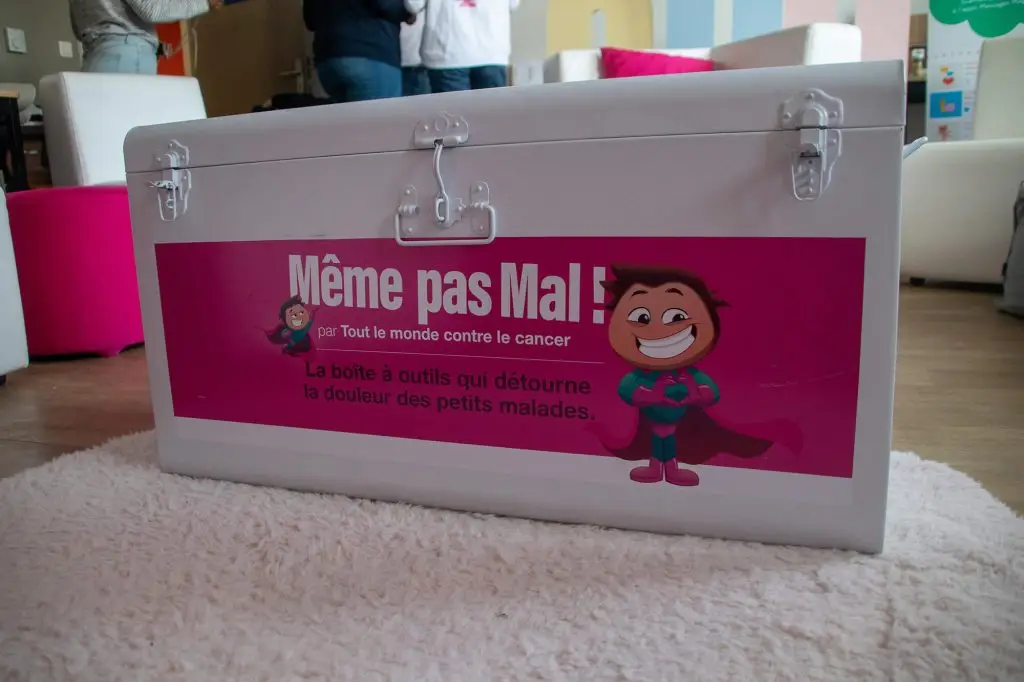 Même pas Mal !
par Tout le monde contre le cancer
La boîte à outils qui détourne
la douleur des petits malades.